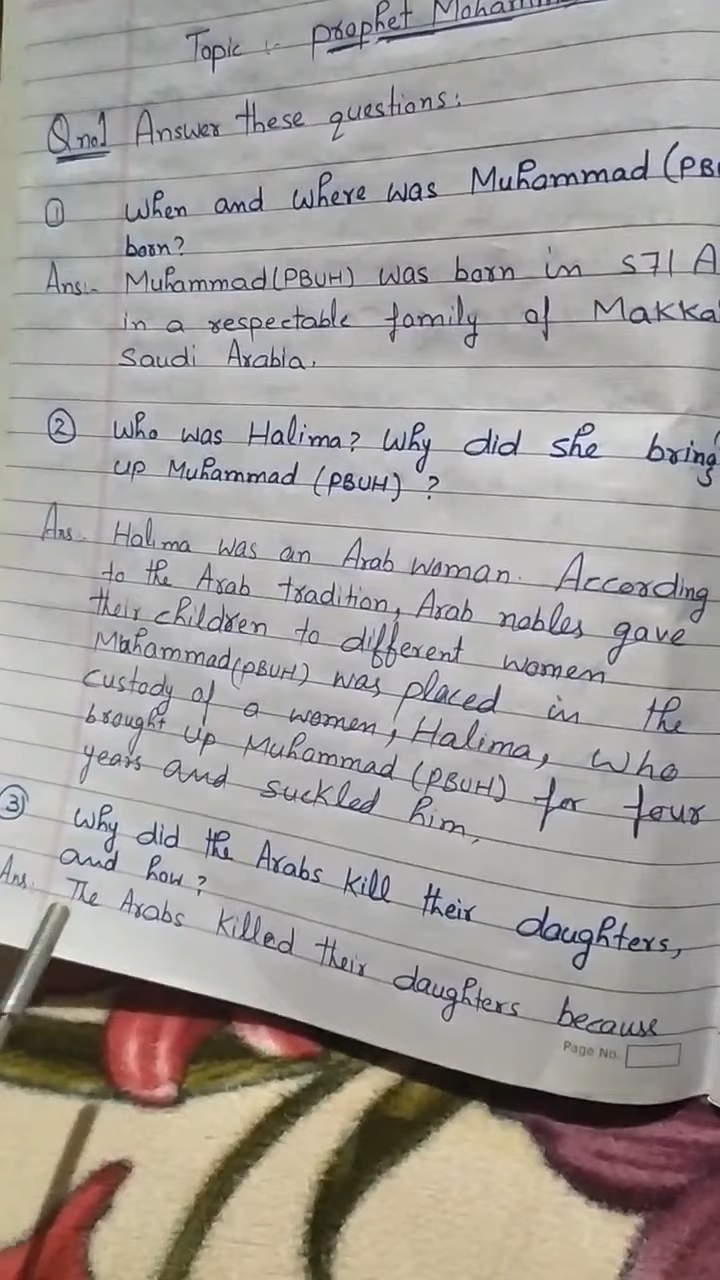 Topic :- Prophet Moham
Qno1 Answer these questions:
① When and where was Muhammad (PB
born?
Ans:- Muhammad (PBUH) was born in 571 A
in a respectable family of Makka
Saudi Arabia.
② Who was Halima? Why did she bring
up Muhammad (PBUH) ?
Ans. Halima was an Arab woman. According
to the Arab tradition, Arab nobles gave
their children to different women
Muhammad (PBUH) was placed in the
custody of a women, Halima, who
brought up Muhammad (PBUH) for four
years and suckled him.
③ Why did the Arabs kill their daughters,
and how?
Ans. The Arabs killed their daughters because
Page No.